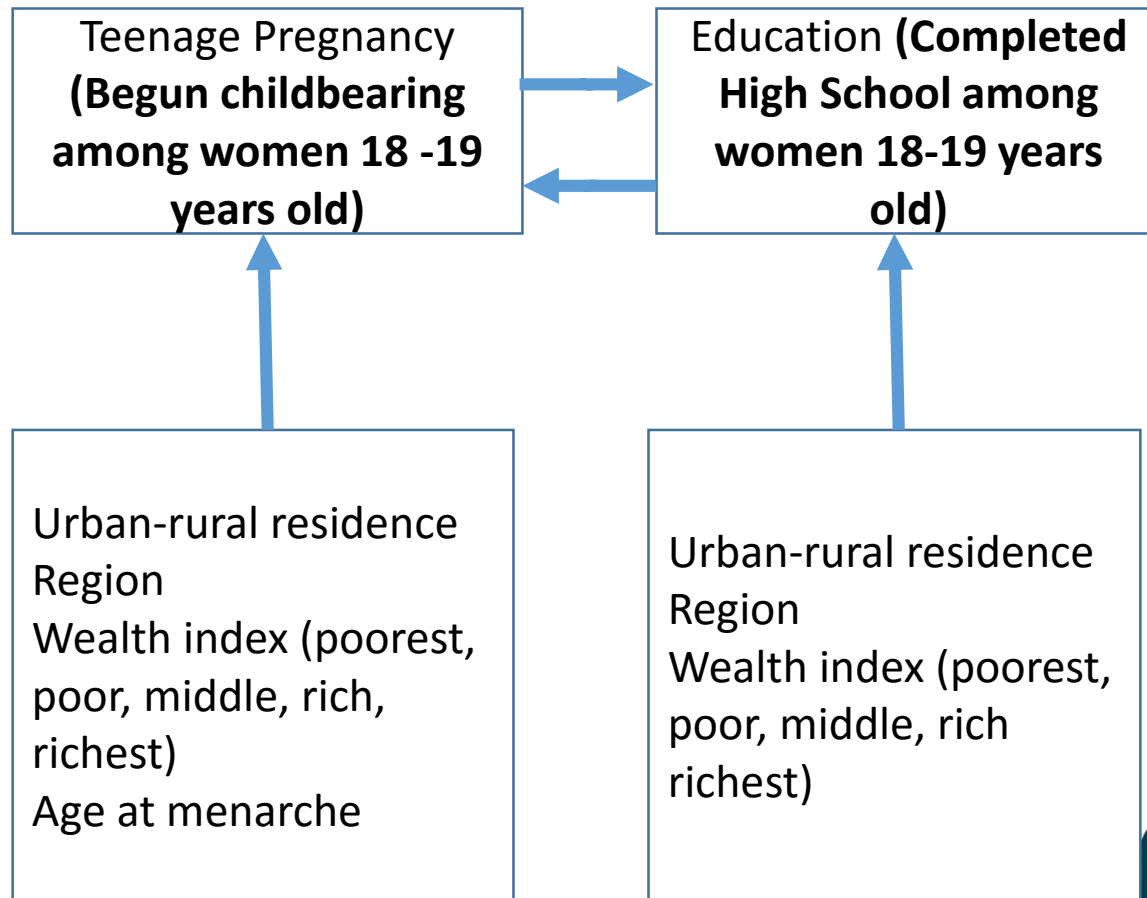 Teenage Pregnancy
(Begun childbearing
among women 18 -19
years old)
Education (Completed
High School among
women 18-19 years
old)
Urban-rural residence
Region
Wealth index (poorest,
poor, middle, rich,
richest)
Age at menarche
Urban-rural residence
Region
Wealth index (poorest,
poor, middle, rich
richest)